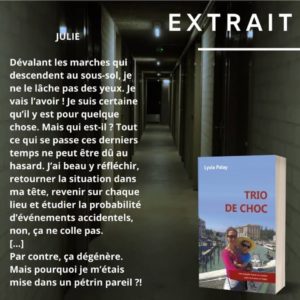 EXTRAIT
JULIE
Dévalant les marches qui
descendent au sous-sol, je
ne le lâche pas des yeux. Je
vais l'avoir ! Je suis certaine
qu'il y est pour quelque
chose. Mais qui est-il ? Tout
ce qui se passe ces derniers
temps ne peut être dû au
hasard. J'ai beau y réfléchir,
retourner la situation dans
ma tête, revenir sur chaque
lieu et étudier la probabilité
d'événements accidentels,
non, ça ne colle pas.
[...]
Par contre, ça dégénère.
Mais pourquoi je m'étais
mise dans un pétrin pareil ?!
Lyvia Palay
TRIO
DE CHOC